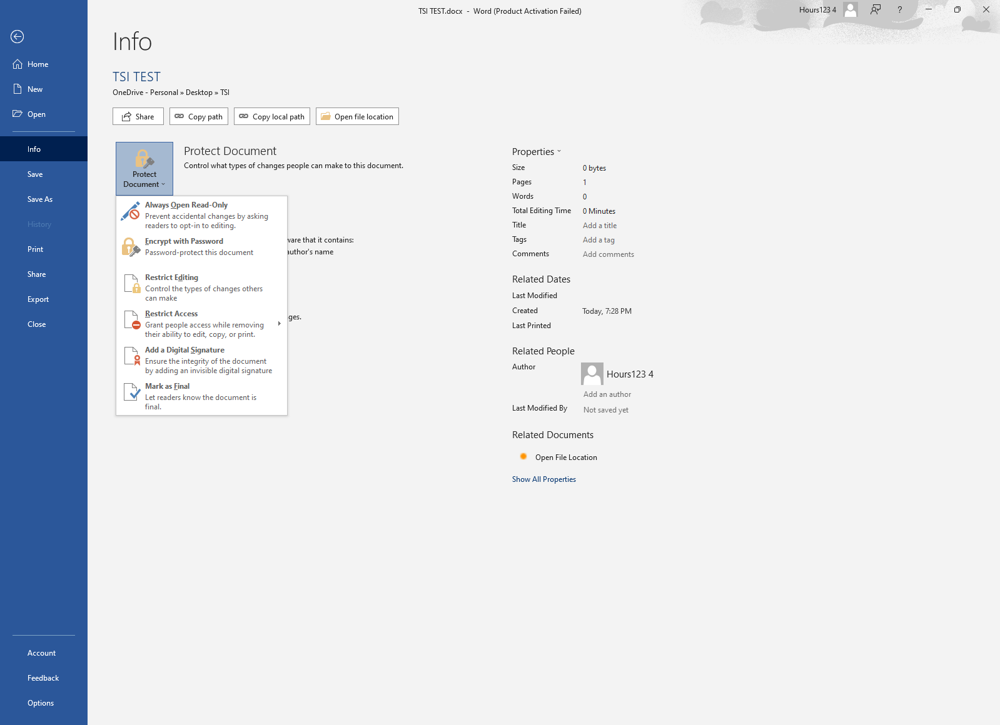 TSI TEST.docx - Word (Product Activation Failed)
Hours123 4
?
Info
Home
New
Open
Info
Save
Save As
History
Print
Share
Export
Close
Account
Feedback
Options
TSI TEST
OneDrive - Personal » Desktop » TSI
Share
Copy path
Copy local path
Open file location
Protect
Document
Protect Document
Control what types of changes people can make to this document.
Always Open Read-Only
Prevent accidental changes by asking
readers to opt-in to editing.
Encrypt with Password
Password-protect this document
Restrict Editing
Control the types of changes others
can make
Restrict Access
Grant people access while removing
their ability to edit, copy, or print.
Add a Digital Signature
Ensure the integrity of the document
by adding an invisible digital signature
Mark as Final
Let readers know the document is
final.
ware that it contains:
author's name
ges.
Properties
Size 0 bytes
Pages 1
Words 0
Total Editing Time 0 Minutes
Title Add a title
Tags Add a tag
Comments Add comments
Related Dates
Last Modified
Created Today, 7:28 PM
Last Printed
Related People
Author Hours123 4
Add an author
Last Modified By Not saved yet
Related Documents
Open File Location
Show All Properties